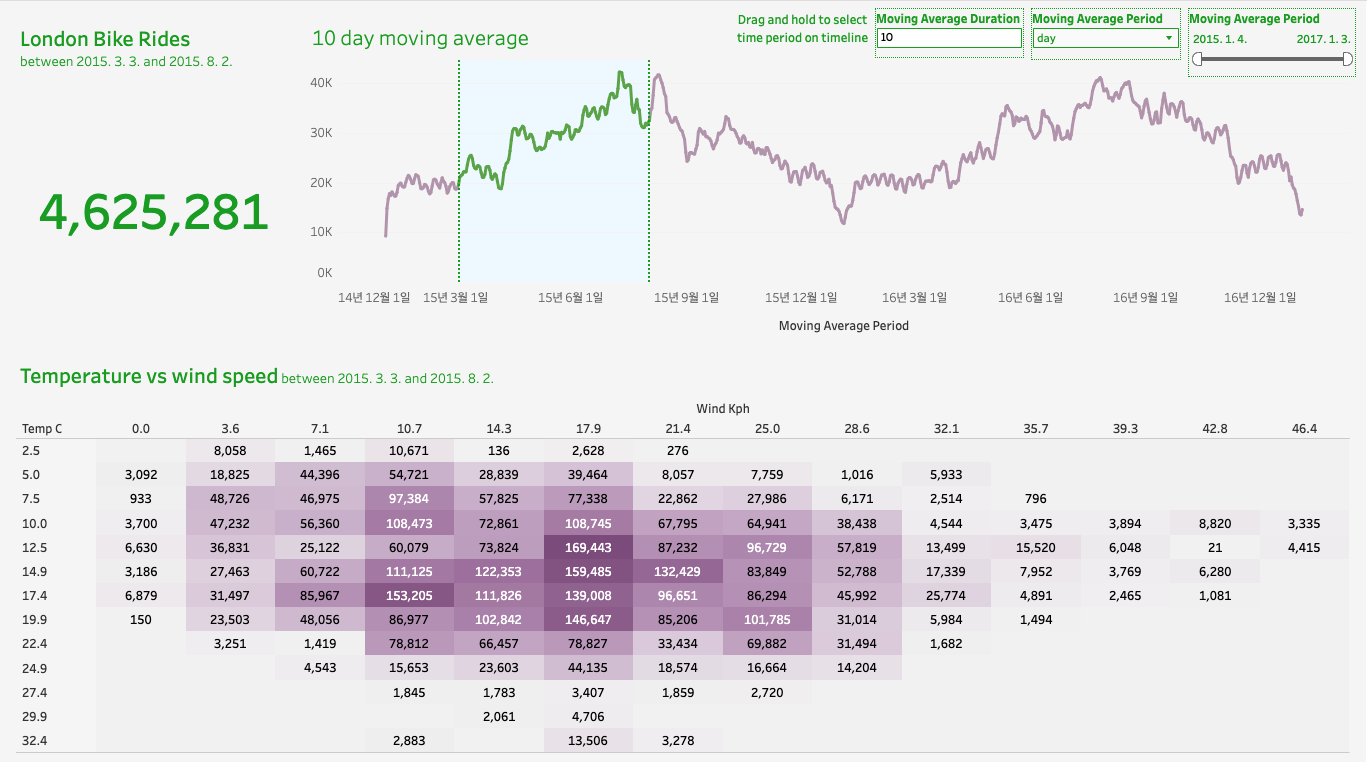 London Bike Rides
between 2015. 3. 3. and 2015. 8. 2.
4,625,281
10 day moving average
Drag and hold to select
time period on timeline
Moving Average Duration
10
Moving Average Period
day
Moving Average Period
2015. 1. 4. 2017. 1. 3.
40K
30K
20K
10K
0K
14년 12월 1일 15년 3월 1일 15년 6월 1일 15년 9월 1일 15년 12월 1일 16년 3월 1일 16년 6월 1일 16년 9월 1일 16년 12월 1일
Moving Average Period
Temperature vs wind speed between 2015. 3. 3. and 2015. 8. 2.
Wind Kph
Temp C 0.0 3.6 7.1 10.7 14.3 17.9 21.4 25.0 28.6 32.1 35.7 39.3 42.8 46.4
2.5 8,058 1,465 10,671 136 2,628 276
5.0 3,092 18,825 44,396 54,721 28,839 39,464 8,057 7,759 1,016 5,933
7.5 933 48,726 46,975 97,384 57,825 77,338 22,862 27,986 6,171 2,514 796
10.0 3,700 47,232 56,360 108,473 72,861 108,745 67,795 64,941 38,438 4,544 3,475 3,894 8,820 3,335
12.5 6,630 36,831 25,122 60,079 73,824 169,443 87,232 96,729 57,819 13,499 15,520 6,048 21 4,415
14.9 3,186 27,463 60,722 111,125 122,353 159,485 132,429 83,849 52,788 17,339 7,952 3,769 6,280
17.4 6,879 31,497 85,967 153,205 111,826 139,008 96,651 86,294 45,992 25,774 4,891 2,465 1,081
19.9 150 23,503 48,056 86,977 102,842 146,647 85,206 101,785 31,014 5,984 1,494
22.4 3,251 1,419 78,812 66,457 78,827 33,434 69,882 31,494 1,682
24.9 4,543 15,653 23,603 44,135 18,574 16,664 14,204
27.4 1,845 1,783 3,407 1,859 2,720
29.9 2,061 4,706
32.4 2,883 13,506 3,278